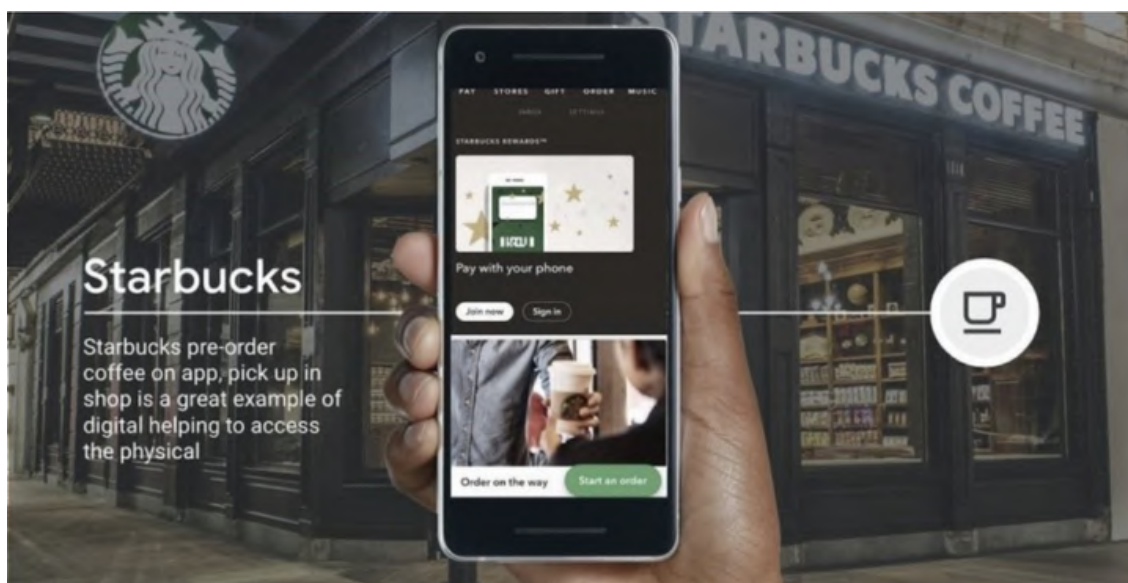 STARBUCKS COFFEE
PAY STORES GIFT ORDER MUSIC
INBOX SETTINGS
STARBUCKS REWARDS™
Pay with your phone
Join now Sign in
Starbucks
Starbucks pre-order
coffee on app, pick up in
shop is a great example of
digital helping to access
the physical
Order on the way Start an order